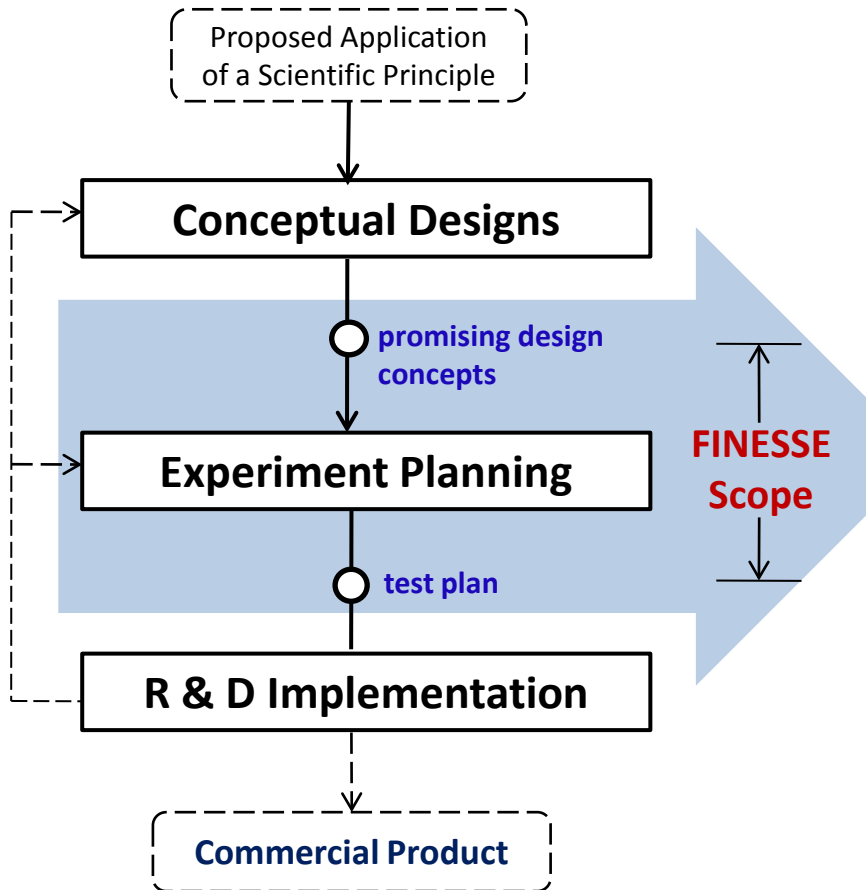 Proposed Application
of a Scientific Principle
Conceptual Designs
promising design
concepts
FINESSE
Scope
Experiment Planning
test plan
R & D Implementation
Commercial Product